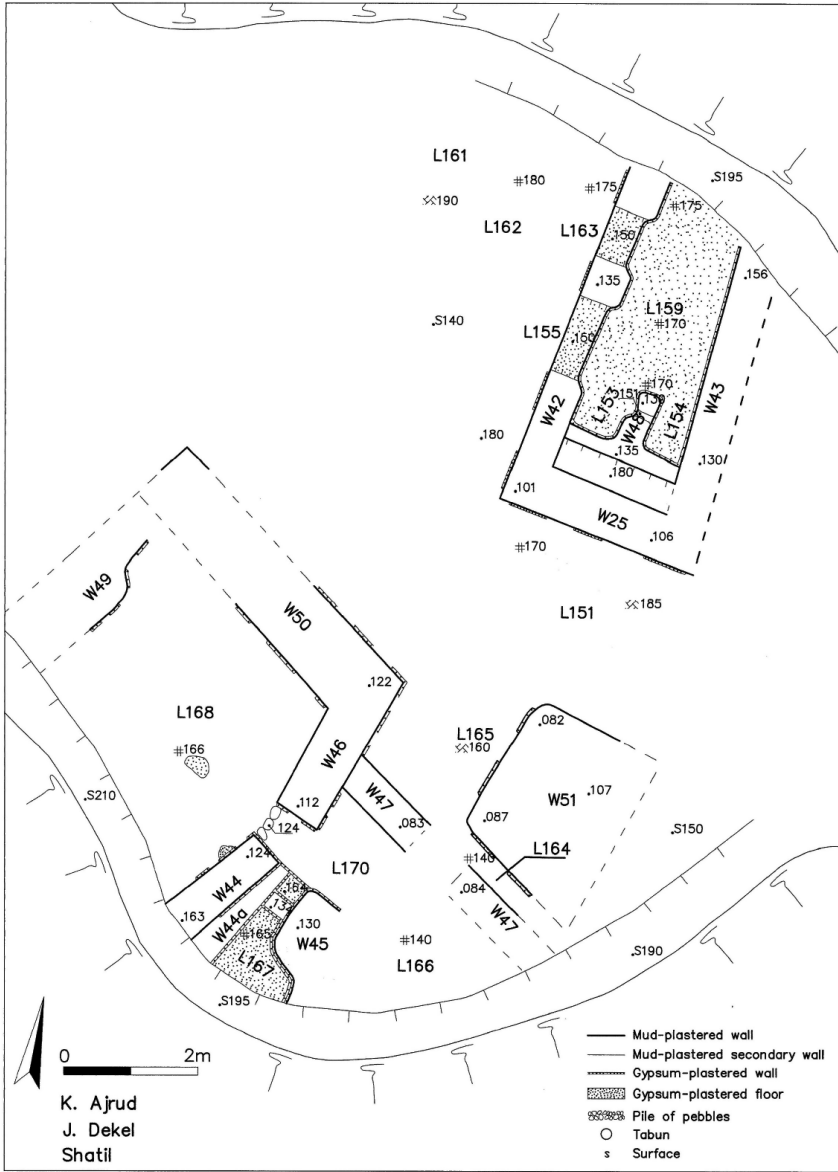 L161
#180
#175
.S195
190
#175
L162
L163
.150
.156
.135
L159
.S140
#170
L155
.150
#170
.151
.130
L153
W48
L154
W43
W42
.180
.135
.130
.180
.101
W25
.106
#170
L151
185
W49
W50
.122
L168
L165
.082
#166
160
W46
.107
W51
.S210
.112
W47
.087
.124
.083
L164
.S150
.124
#140
L170
.084
W44
.164
.163
W44a
.134
W47
#165
.130
W45
#140
.S190
L167
L166
.S195
0 2m
K. Ajrud
J. Dekel
Shatil
Mud-plastered wall
Mud-plastered secondary wall
Gypsum-plastered wall
Gypsum-plastered floor
Pile of pebbles
Tabun
s Surface